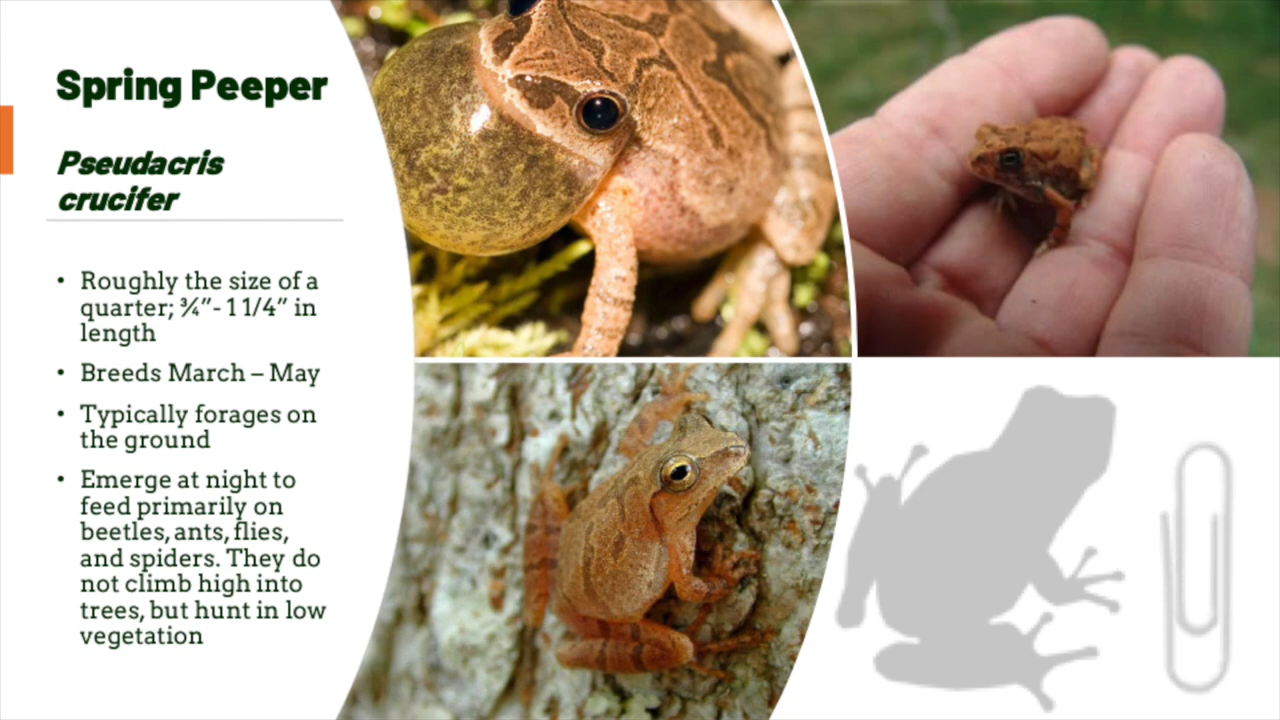 Spring Peeper
Pseudacris
crucifer
• Roughly the size of a
quarter; ¾”- 1 1/4” in
length
• Breeds March – May
• Typically forages on
the ground
• Emerge at night to
feed primarily on
beetles, ants, flies,
and spiders. They do
not climb high into
trees, but hunt in low
vegetation